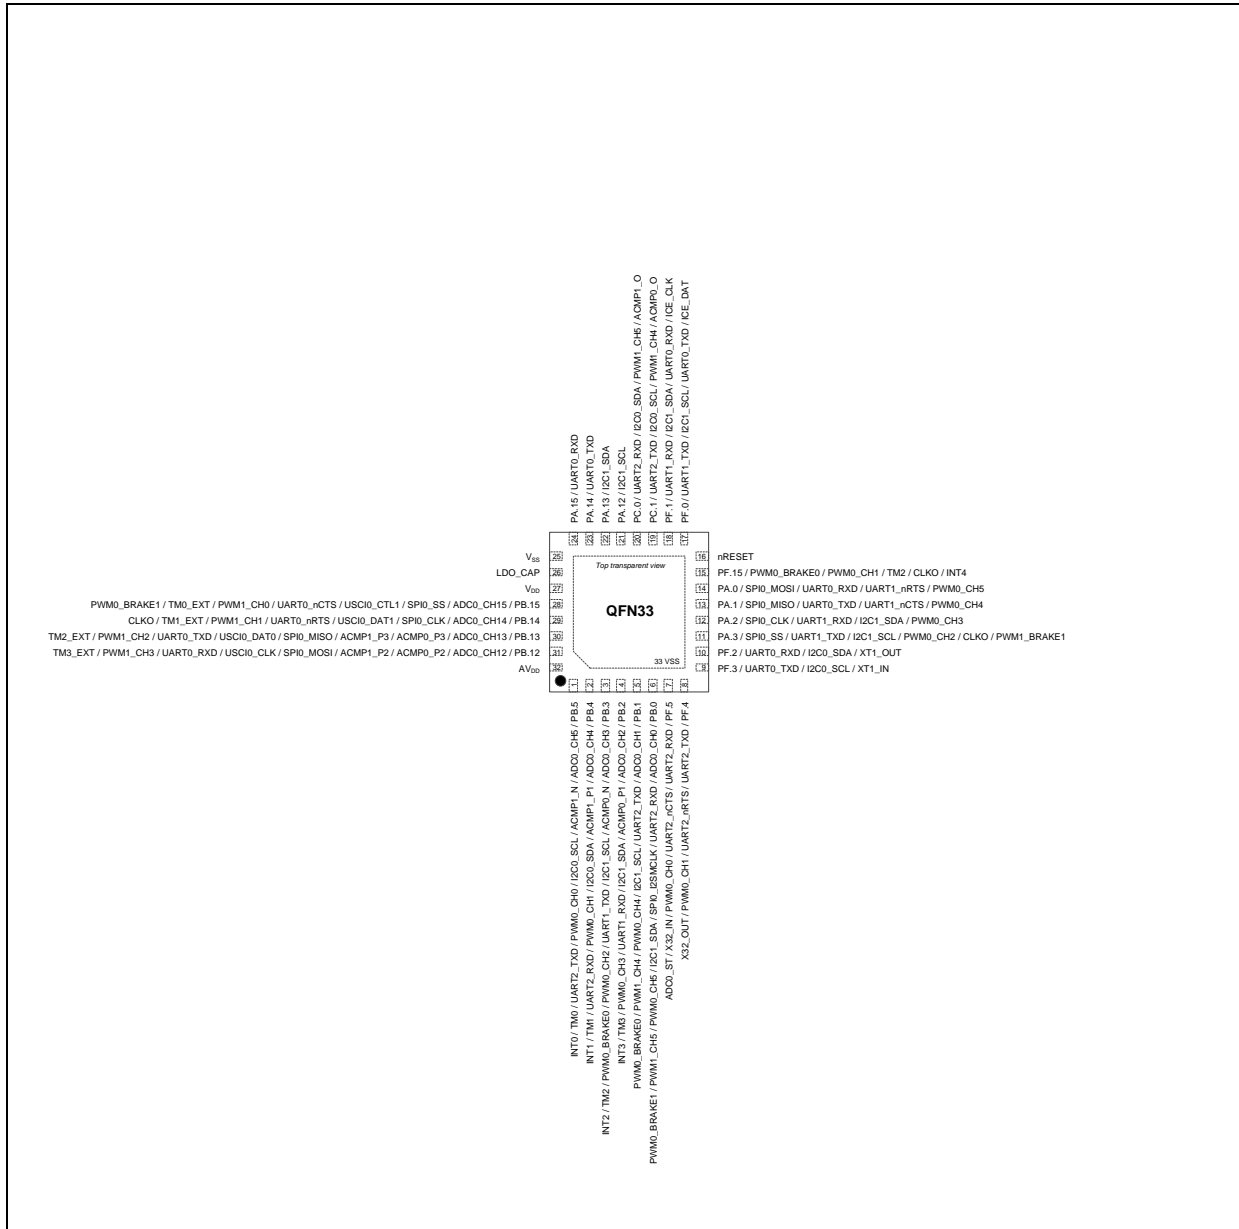 PA.15 / UART0_RXD
PA.14 / UART0_TXD
PA.13 / I2C1_SDA
PA.12 / I2C1_SCL
PC.0 / UART2_RXD / I2C0_SDA / PWM1_CH5 / ACMP1_O
PC.1 / UART2_TXD / I2C0_SCL / PWM1_CH4 / ACMP0_O
PF.1 / UART1_RXD / I2C1_SDA / UART0_RXD / ICE_CLK
PF.0 / UART1_TXD / I2C1_SCL / UART0_TXD / ICE_DAT
24
23
22
21
20
19
18
17
VSS 25
LDO_CAP 26
VDD 27
PWM0_BRAKE1 / TM0_EXT / PWM1_CH0 / UART0_nCTS / USCI0_CTL1 / SPI0_SS / ADC0_CH15 / PB.15 28
CLKO / TM1_EXT / PWM1_CH1 / UART0_nRTS / USCI0_DAT1 / SPI0_CLK / ADC0_CH14 / PB.14 29
TM2_EXT / PWM1_CH2 / UART0_TXD / USCI0_DAT0 / SPI0_MISO / ACMP1_P3 / ACMP0_P3 / ADC0_CH13 / PB.13 30
TM3_EXT / PWM1_CH3 / UART0_RXD / USCI0_CLK / SPI0_MOSI / ACMP1_P2 / ACMP0_P2 / ADC0_CH12 / PB.12 31
AVDD 32
Top transparent view
QFN33
33 VSS
16 nRESET
15 PF.15 / PWM0_BRAKE0 / PWM0_CH1 / TM2 / CLKO / INT4
14 PA.0 / SPI0_MOSI / UART0_RXD / UART1_nRTS / PWM0_CH5
13 PA.1 / SPI0_MISO / UART0_TXD / UART1_nCTS / PWM0_CH4
12 PA.2 / SPI0_CLK / UART1_RXD / I2C1_SDA / PWM0_CH3
11 PA.3 / SPI0_SS / UART1_TXD / I2C1_SCL / PWM0_CH2 / CLKO / PWM1_BRAKE1
10 PF.2 / UART0_RXD / I2C0_SDA / XT1_OUT
9 PF.3 / UART0_TXD / I2C0_SCL / XT1_IN
1
2
3
4
5
6
7
8
INT0 / TM0 / UART2_TXD / PWM0_CH0 / I2C0_SCL / ACMP1_N / ADC0_CH5 / PB.5
INT1 / TM1 / UART2_RXD / PWM0_CH1 / I2C0_SDA / ACMP1_P1 / ADC0_CH4 / PB.4
INT2 / TM2 / PWM0_BRAKE0 / PWM0_CH2 / UART1_TXD / I2C1_SCL / ACMP0_N / ADC0_CH3 / PB.3
INT3 / TM3 / PWM0_CH3 / UART1_RXD / I2C1_SDA / ACMP0_P1 / ADC0_CH2 / PB.2
PWM0_BRAKE0 / PWM1_CH4 / PWM0_CH4 / I2C1_SCL / UART2_TXD / ADC0_CH1 / PB.1
PWM0_BRAKE1 / PWM1_CH5 / PWM0_CH5 / I2C1_SDA / SPI0_I2SMCLK / UART2_RXD / ADC0_CH0 / PB.0
ADC0_ST / X32_IN / PWM0_CH0 / UART2_nCTS / UART2_RXD / PF.5
X32_OUT / PWM0_CH1 / UART2_nRTS / UART2_TXD / PF.4